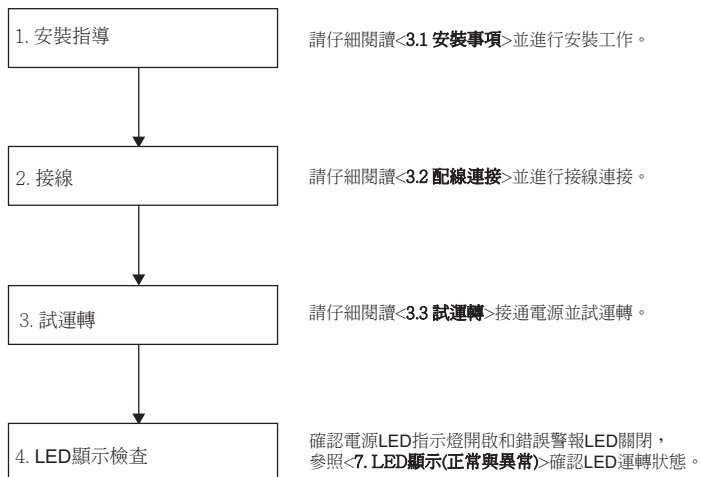 1. 安裝指導
請仔細閱讀<3.1 安裝事項>並進行安裝工作。
2. 接線
請仔細閱讀<3.2 配線連接>並進行接線連接。
3. 試運轉
請仔細閱讀<3.3 試運轉>接通電源並試運轉。
4. LED顯示檢查
確認電源LED指示燈開啟和錯誤警報LED關閉，
參照<7. LED顯示(正常與異常)>確認LED運轉狀態。